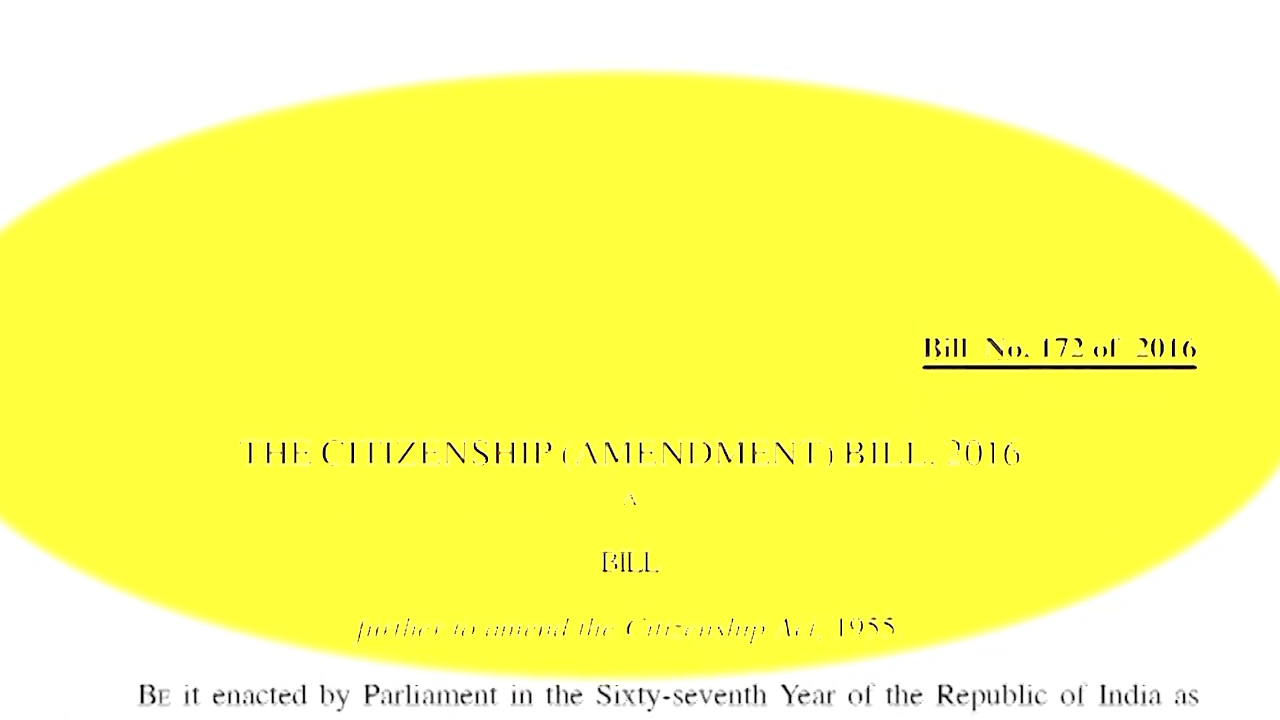 Bill No. 172 of 2016
THE CITIZENSHIP (AMENDMENT) BILL, 2016
A
BILL
further to amend the Citizenship Act, 1955
BE it enacted by Parliament in the Sixty-seventh Year of the Republic of India as